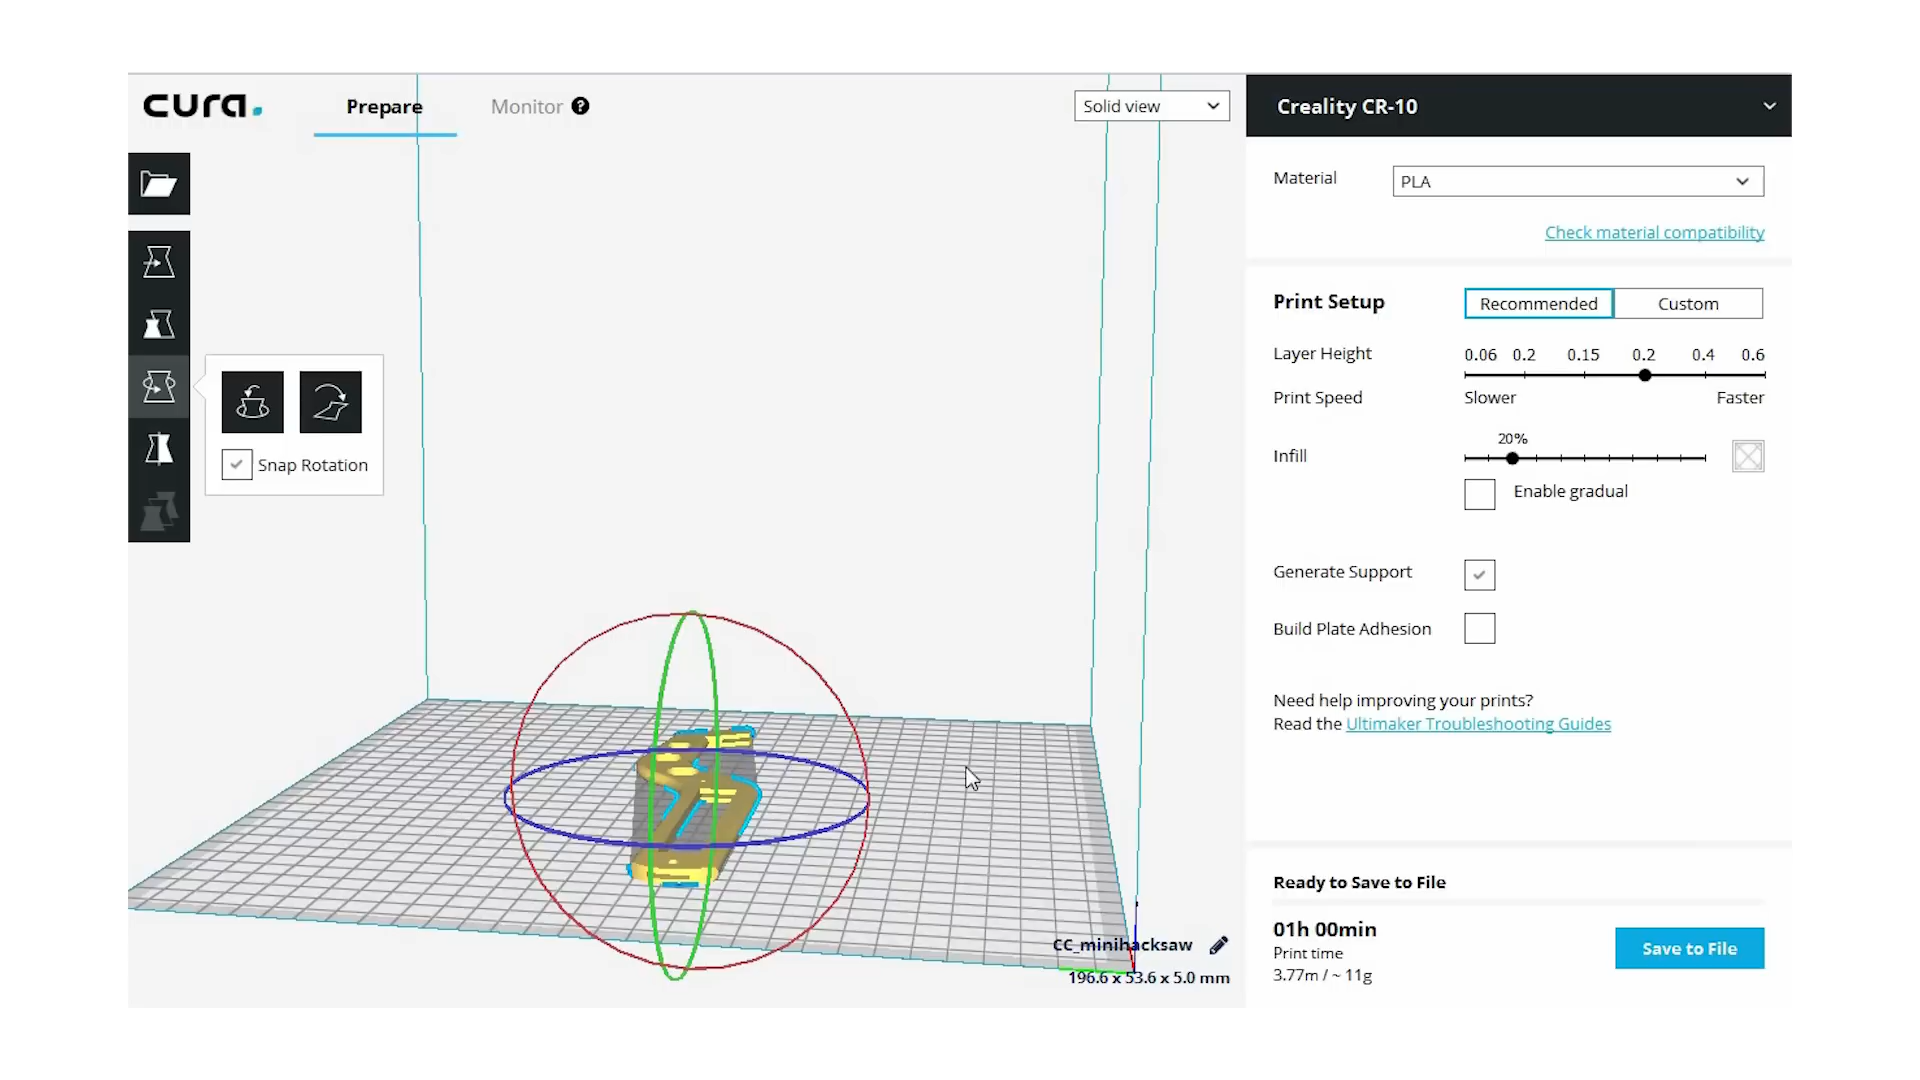 cura.
Prepare
Monitor ?
Solid view
Creality CR-10
Material
PLA
Check material compatibility
Print Setup
Recommended
Custom
Layer Height
0.06 0.2 0.15 0.2 0.4 0.6
Print Speed
Slower
Faster
20%
Infill
Enable gradual
Snap Rotation
Generate Support
Build Plate Adhesion
Need help improving your prints?
Read the Ultimaker Troubleshooting Guides
Ready to Save to File
01h 00min
Print time
3.77m / ~ 11g
Save to File
CC_minihacksaw
196.6 x 53.6 x 5.0 mm